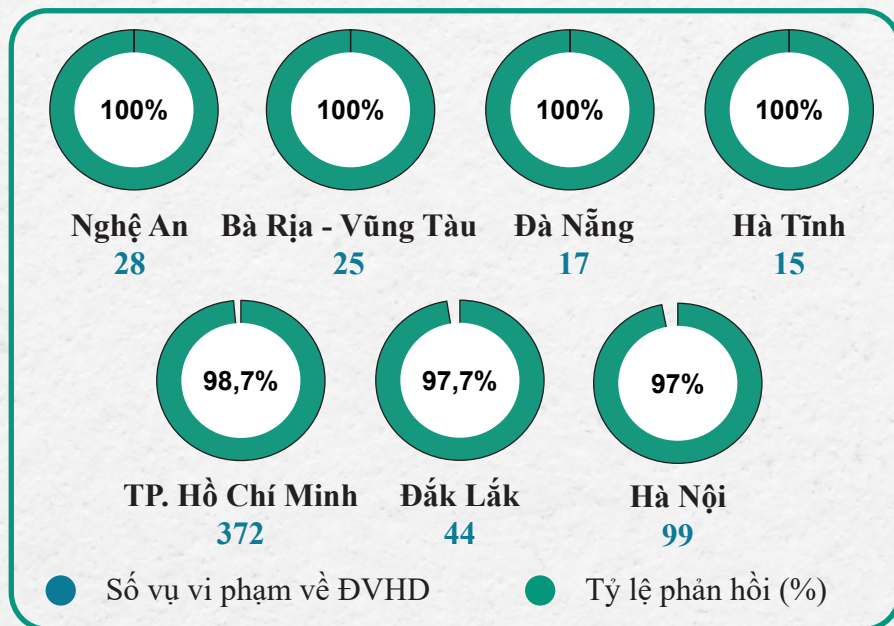 100%
100%
100%
100%
Nghệ An
Bà Rịa - Vũng Tàu
Đà Nẵng
Hà Tĩnh
28
25
17
15
98,7%
97,7%
97%
TP. Hồ Chí Minh
Đắk Lắk
Hà Nội
372
44
99
Số vụ vi phạm về ĐVHD
Tỷ lệ phản hồi (%)